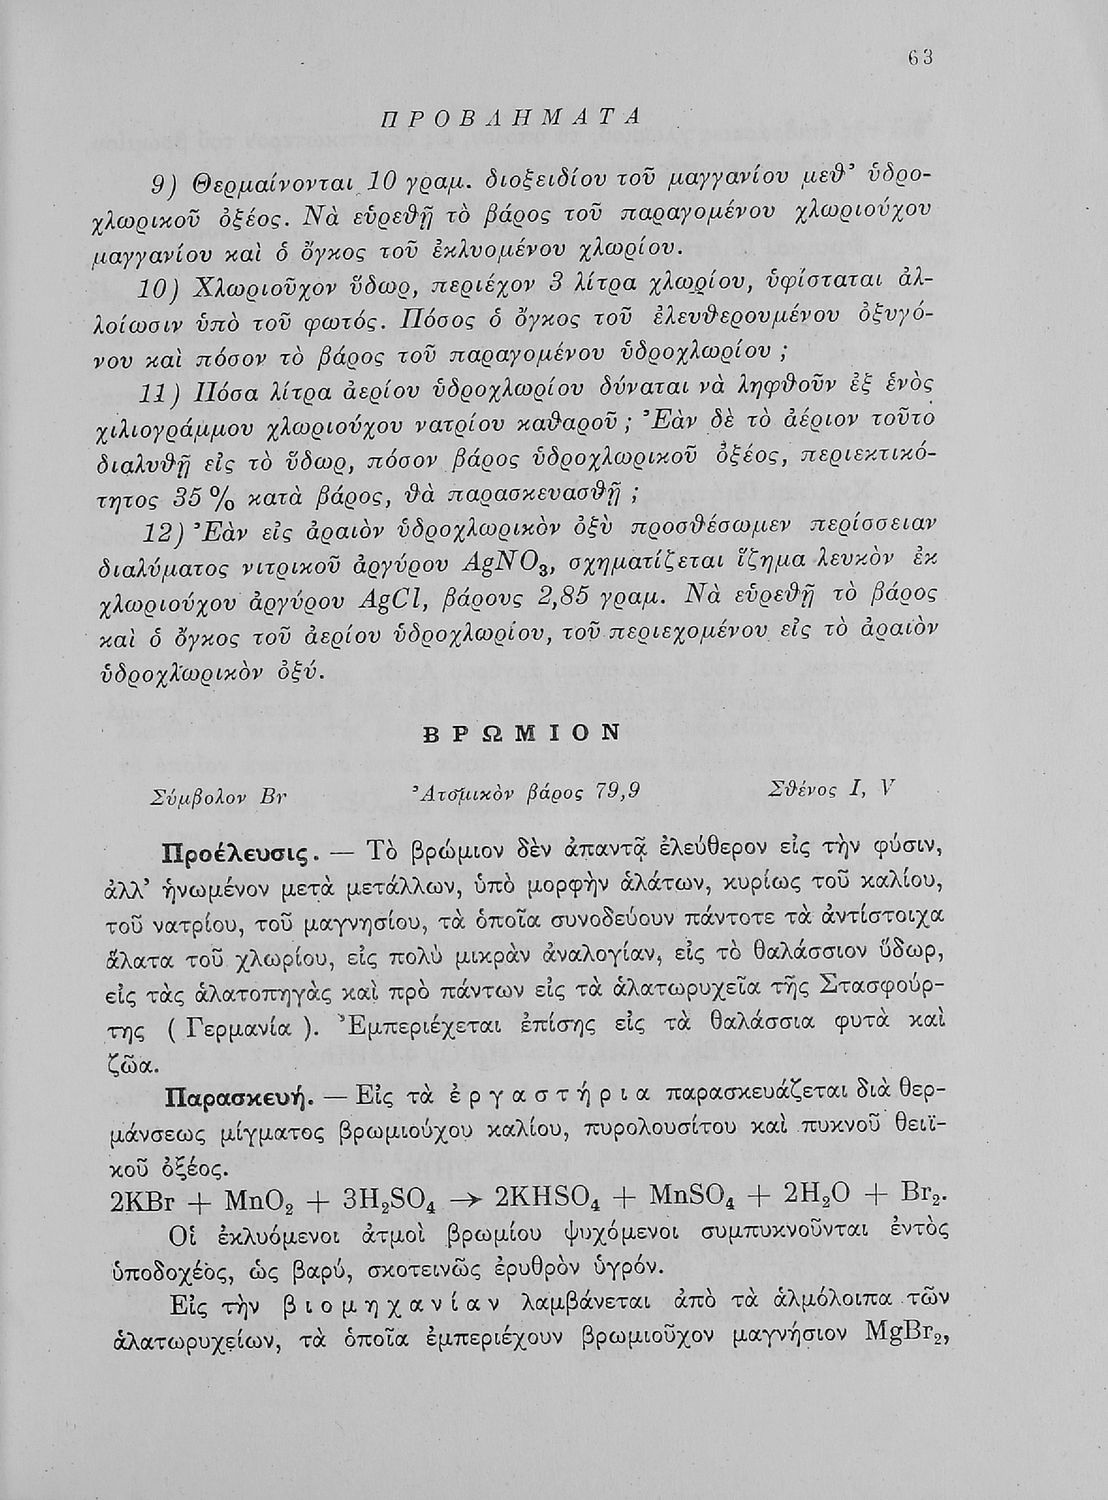 63
ΠΡΟΒΛΗΜΑΤΑ
9) Θερμαίνονται 10 γραμ. διοξειδίου τοῦ μαγγανίου μεθ’ ὑδρο-
χλωρικοῦ ὀξέος. Νὰ εὑρεθῇ τὸ βάρος τοῦ παραγομένου χλωριούχου
μαγγανίου καὶ ὁ ὄγκος τοῦ ἐκλυομένου χλωρίου.
10) Χλωριοῦχον ὕδωρ, περιέχον 3 λίτρα χλωρίου, ὑφίσταται ἀλ-
λοίωσιν ὑπὸ τοῦ φωτός. Πόσος ὁ ὄγκος τοῦ ἐλευθερουμένου ὀξυγό-
νου καὶ πόσον τὸ βάρος τοῦ παραγομένου ὑδροχλωρίου ;
11) Πόσα λίτρα ἀερίου ὑδροχλωρίου δύναται νὰ ληφθοῦν ἐξ ἑνὸς
χιλιογράμμου χλωριούχου νατρίου καθαροῦ ; Ἐὰν δὲ τὸ ἀέριον τοῦτο
διαλυθῇ εἰς τὸ ὕδωρ, πόσον βάρος ὑδροχλωρικοῦ ὀξέος, περιεκτικό-
τητος 35 % κατὰ βάρος, θὰ παρασκευασθῇ ;
12) Ἐὰν εἰς ἀραιὸν ὑδροχλωρικὸν ὀξὺ προσθέσωμεν περίσσειαν
διαλύματος νιτρικοῦ ἀργύρου AgNO₃, σχηματίζεται ἵζημα λευκὸν ἐκ
χλωριούχου ἀργύρου AgCl, βάρους 2,85 γραμ. Νὰ εὑρεθῇ τὸ βάρος
καὶ ὁ ὄγκος τοῦ ἀερίου ὑδροχλωρίου, τοῦ περιεχομένου εἰς τὸ ἀραιὸν
ὑδροχλωρικὸν ὀξύ.
ΒΡΩΜΙΟΝ
Σύμβολον Br Ἀτομικὸν βάρος 79,9 Σθένος I, V
Προέλευσις. — Τὸ βρώμιον δὲν ἀπαντᾷ ἐλεύθερον εἰς τὴν φύσιν,
ἀλλ’ ἡνωμένον μετὰ μετάλλων, ὑπὸ μορφὴν ἁλάτων, κυρίως τοῦ καλίου,
τοῦ νατρίου, τοῦ μαγνησίου, τὰ ὁποῖα συνοδεύουν πάντοτε τὰ ἀντίστοιχα
ἅλατα τοῦ χλωρίου, εἰς πολὺ μικρὰν ἀναλογίαν, εἰς τὸ θαλάσσιον ὕδωρ,
εἰς τὰς ἁλατοπηγὰς καὶ πρὸ πάντων εἰς τὰ ἁλατωρυχεῖα τῆς Στασφούρ-
της ( Γερμανία ). Ἐμπεριέχεται ἐπίσης εἰς τὰ θαλάσσια φυτὰ καὶ
ζῶα.
Παρασκευή. — Εἰς τὰ ἐργαστήρια παρασκευάζεται διὰ θερ-
μάνσεως μίγματος βρωμιούχου καλίου, πυρολουσίτου καὶ πυκνοῦ θειϊ-
κοῦ ὀξέος.
2KBr + MnO₂ + 3H₂SO₄ → 2KHSO₄ + MnSO₄ + 2H₂O + Br₂.
Οἱ ἐκλυόμενοι ἀτμοὶ βρωμίου ψυχόμενοι συμπυκνοῦνται ἐντὸς
ὑποδοχέος, ὡς βαρύ, σκοτεινῶς ἐρυθρὸν ὑγρόν.
Εἰς τὴν βιομηχανίαν λαμβάνεται ἀπὸ τὰ ἁλμόλοιπα τῶν
ἁλατωρυχείων, τὰ ὁποῖα ἐμπεριέχουν βρωμιοῦχον μαγνήσιον MgBr₂,